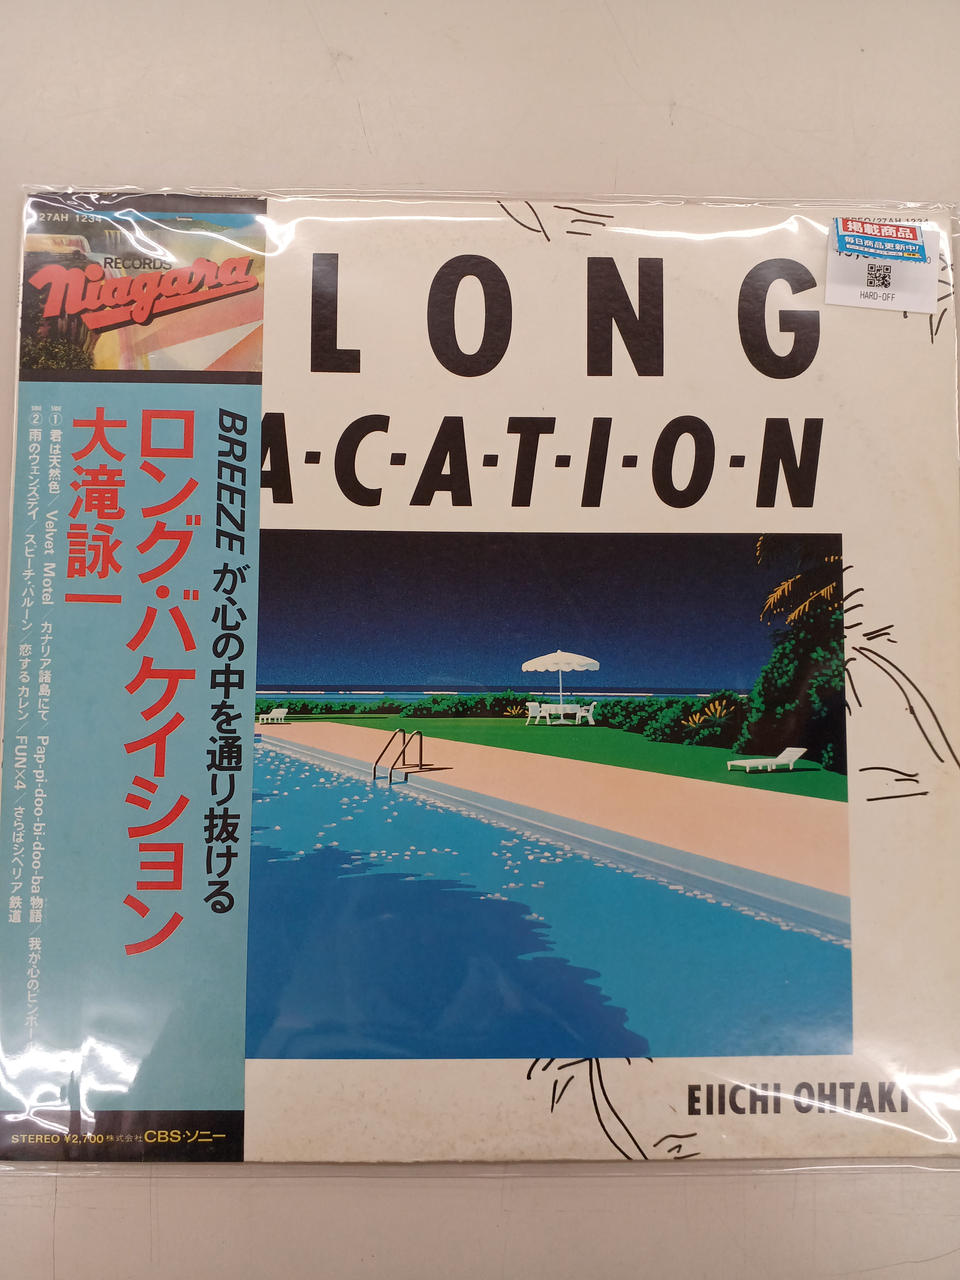 27AH 1234
RECORDS
Niagara
BREEZEが心の中を通り抜ける
ロング・バケイション
大滝詠一
SIDE ① 君は天然色/Velvet Motel/カナリア諸島にて/Pap-pi-doo-bi-doo-ba物語/我が心のピンボール
SIDE ② 雨のウェンズデイ/スピーチ・バルーン/恋するカレン/FUN×4/さらばシベリア鉄道
STEREO ¥2,700 株式会社 CBS・ソニー
LONG
A・C・A・T・I・O・N
/27AH 1234
掲載商品
毎日商品更新中!
HARD-OFF
EIICHI OHTAKI